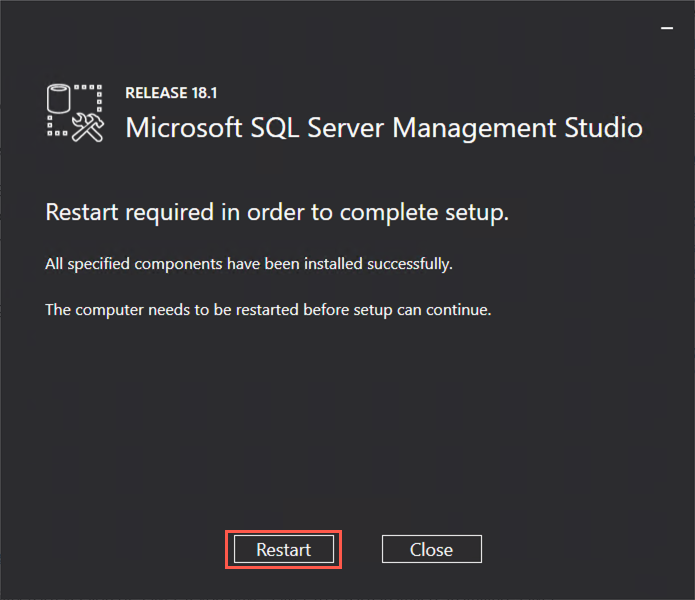 RELEASE 18.1
Microsoft SQL Server Management Studio
Restart required in order to complete setup.
All specified components have been installed successfully.
The computer needs to be restarted before setup can continue.
Restart Close